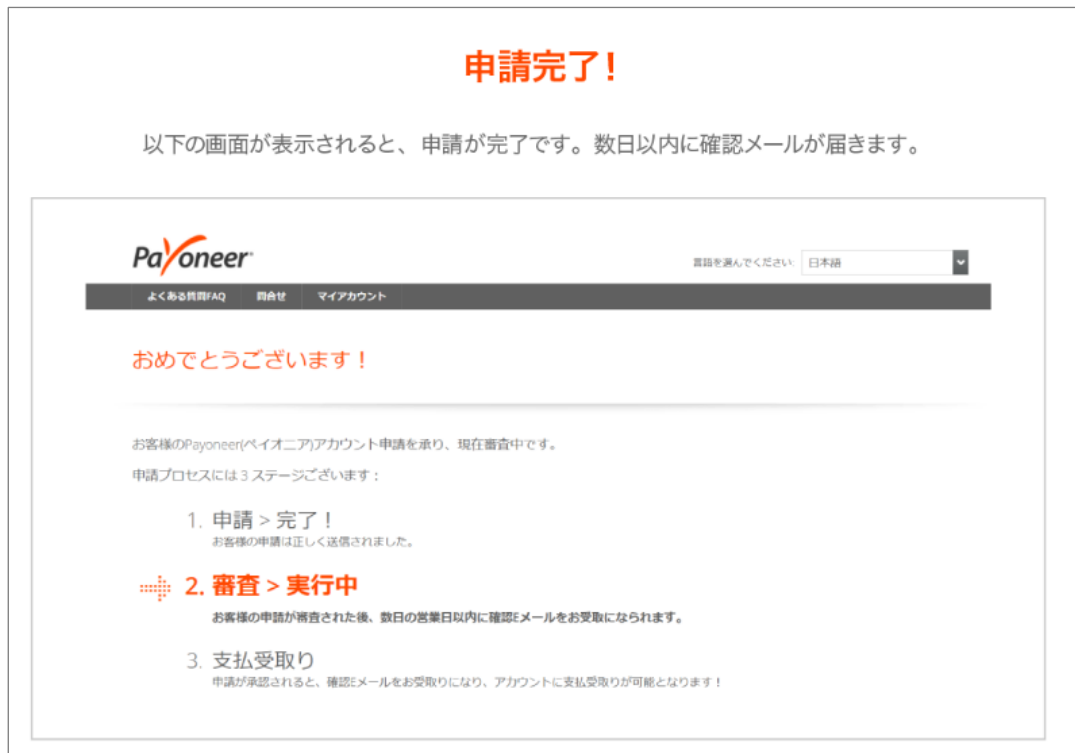 申請完了！
以下の画面が表示されると、申請が完了です。数日以内に確認メールが届きます。
Payoneer
言語を選んでください: 日本語
よくある質問FAQ 問合せ マイアカウント
おめでとうございます！
お客様のPayoneer(ペイオニア)アカウント申請を承り、現在審査中です。
申請プロセスには３ステージございます：
1. 申請 > 完了！
お客様の申請は正しく送信されました。
2. 審査 > 実行中
お客様の申請が審査された後、数日の営業日以内に確認Eメールをお受取になられます。
3. 支払受取り
申請が承認されると、確認Eメールをお受取りになり、アカウントに支払受取りが可能となります！